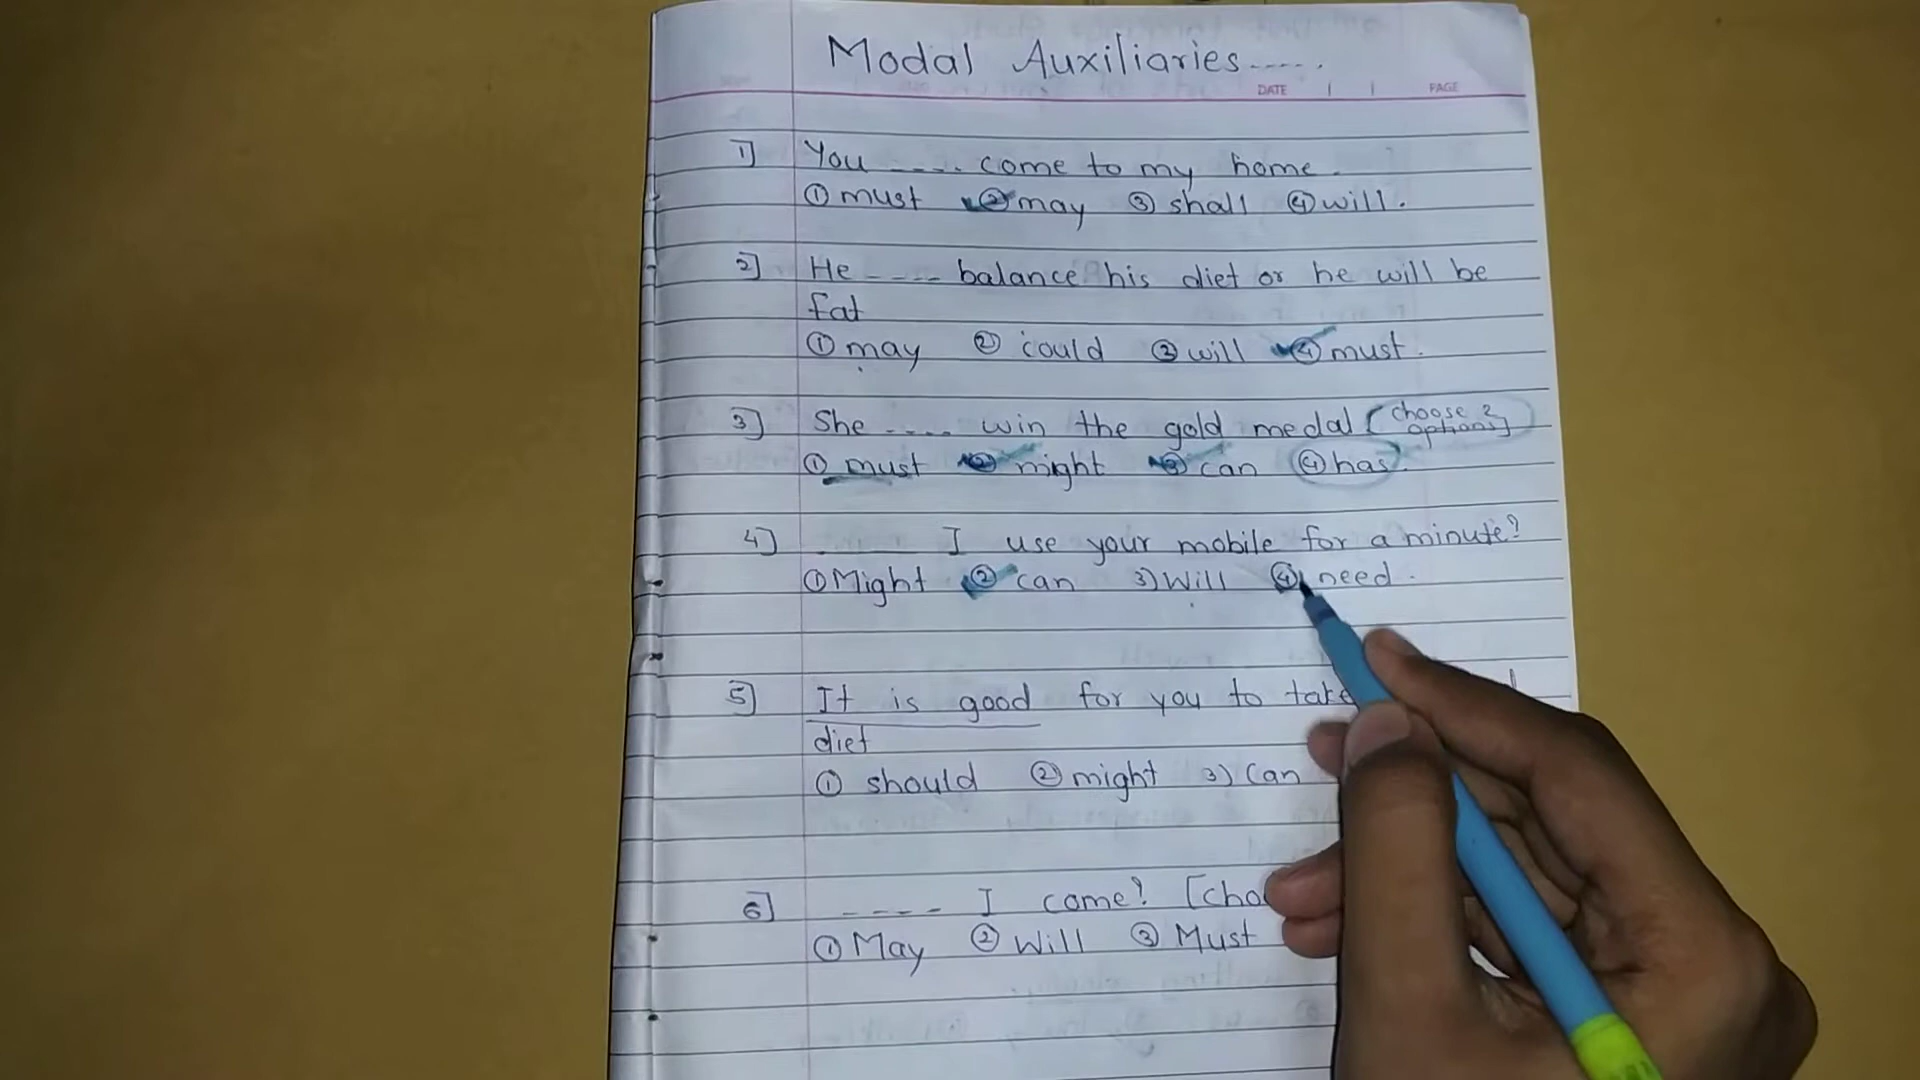 Modal Auxiliaries-----.
DATE | | PAGE
1] You ----. come to my home.
① must ② may ③ shall ④ will.
2] He ---- balance his diet or he will be
fat
① may ② could ③ will ④ must.
3] She ---- win the gold medal [choose 2
options]
① must ② might ③ can ④ has.
4] ------ I use your mobile for a minute?
① Might ② can 3) Will ④ need.
5] It is good for you to take
diet
① should ② might 3) Can
6] ---- I come?
① May ② Will ③ Must